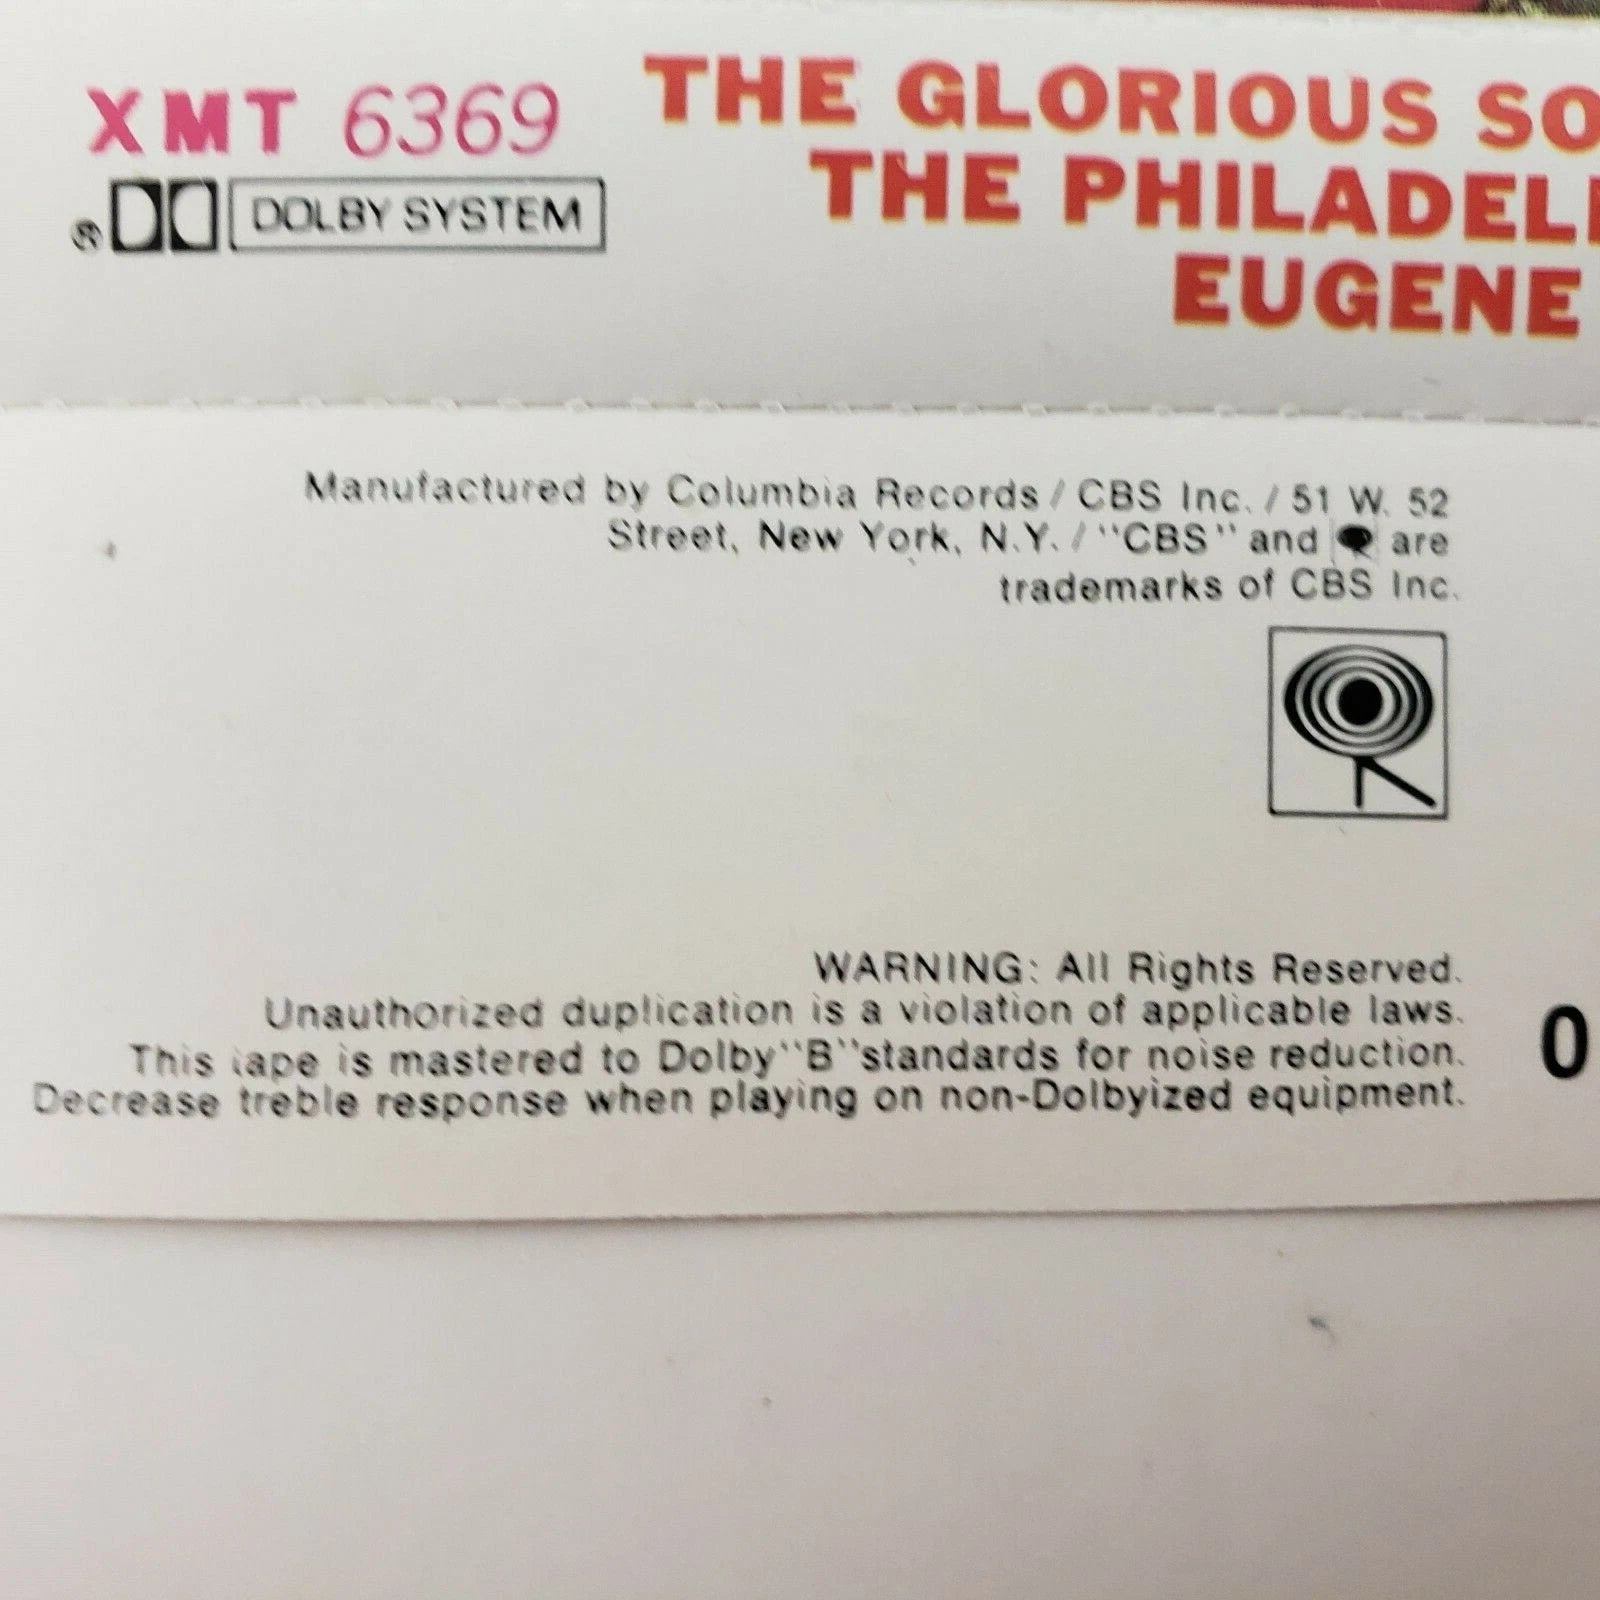 XMT 6369
® DOLBY SYSTEM
THE GLORIOUS SO
THE PHILADEL
EUGENE
Manufactured by Columbia Records / CBS Inc. / 51 W. 52
Street, New York, N.Y. / "CBS" and are
trademarks of CBS Inc.
WARNING: All Rights Reserved.
Unauthorized duplication is a violation of applicable laws.
This tape is mastered to Dolby "B" standards for noise reduction.
Decrease treble response when playing on non-Dolbyized equipment.
0